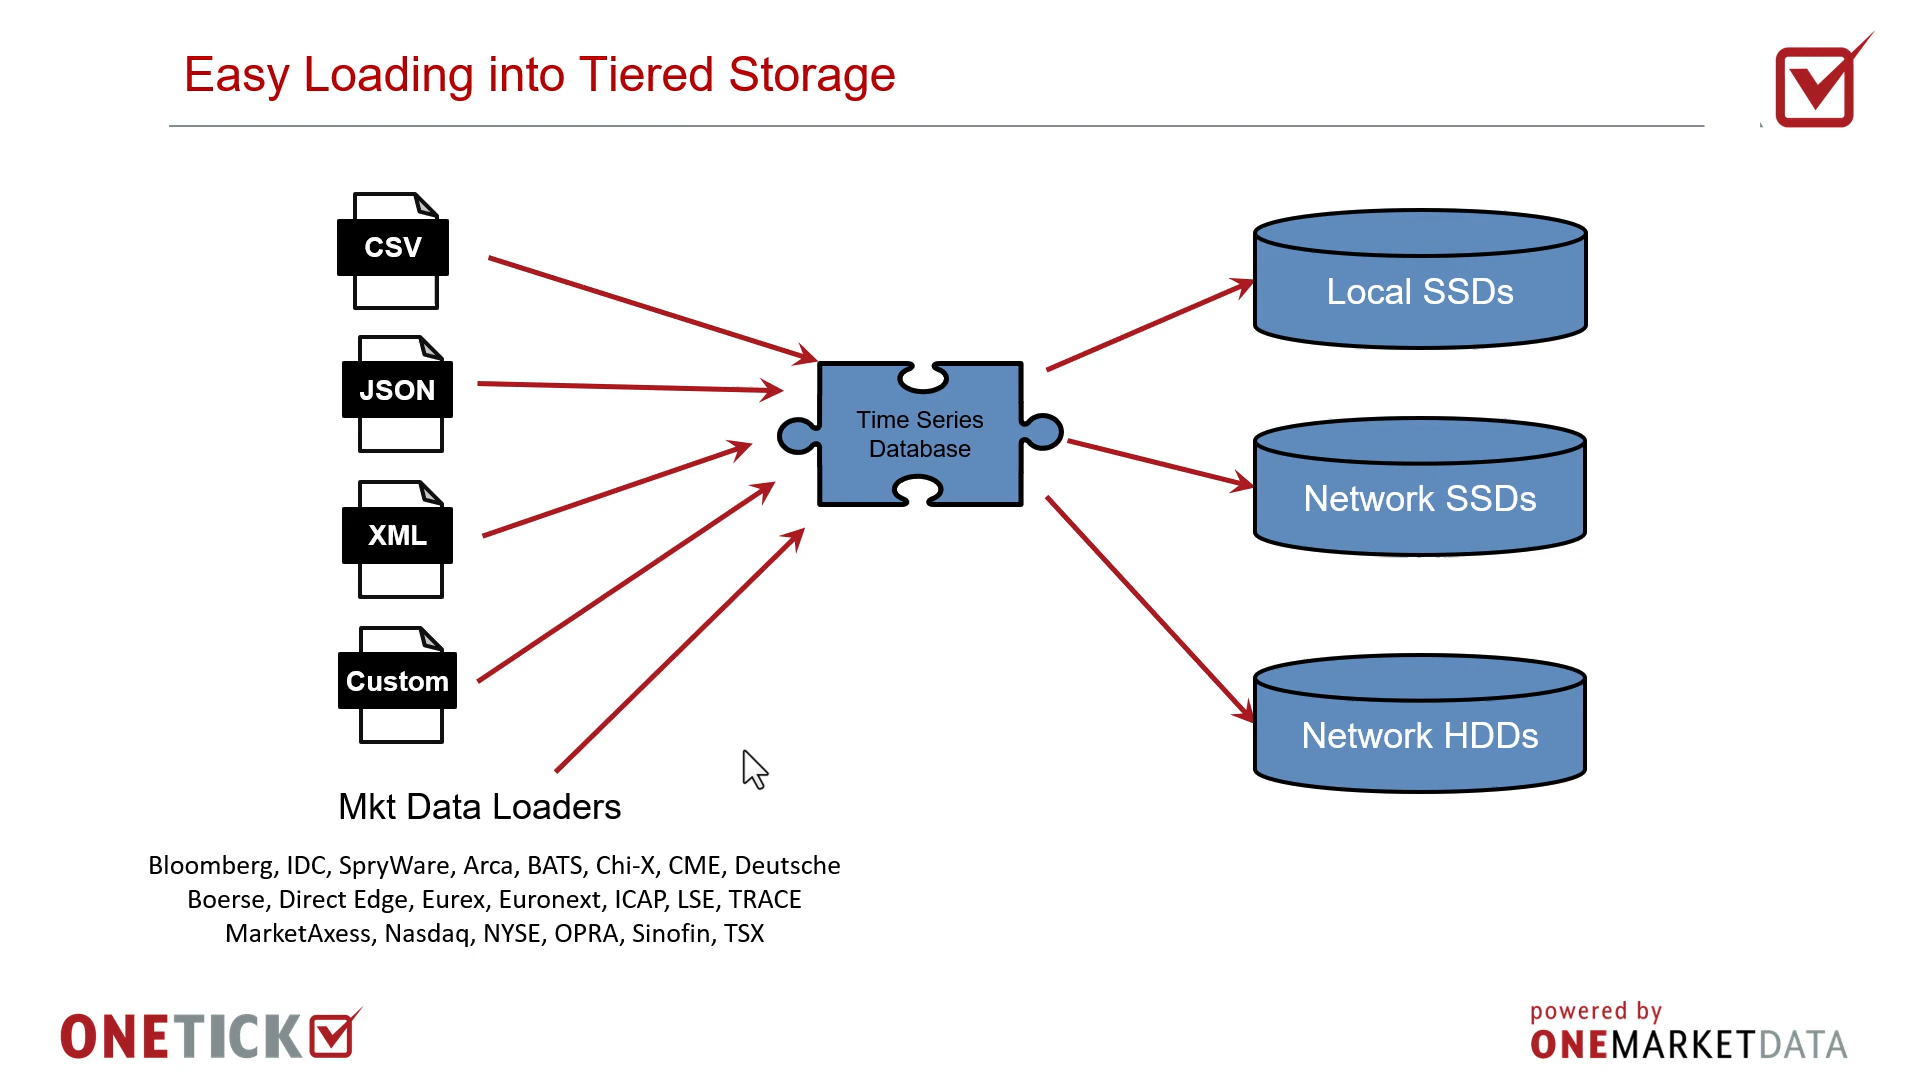 Easy Loading into Tiered Storage
CSV
JSON
XML
Custom
Mkt Data Loaders
Bloomberg, IDC, SpryWare, Arca, BATS, Chi-X, CME, Deutsche
Boerse, Direct Edge, Eurex, Euronext, ICAP, LSE, TRACE
MarketAxess, Nasdaq, NYSE, OPRA, Sinofin, TSX
Time Series
Database
Local SSDs
Network SSDs
Network HDDs
ONETICK
powered by
ONEMARKETDATA